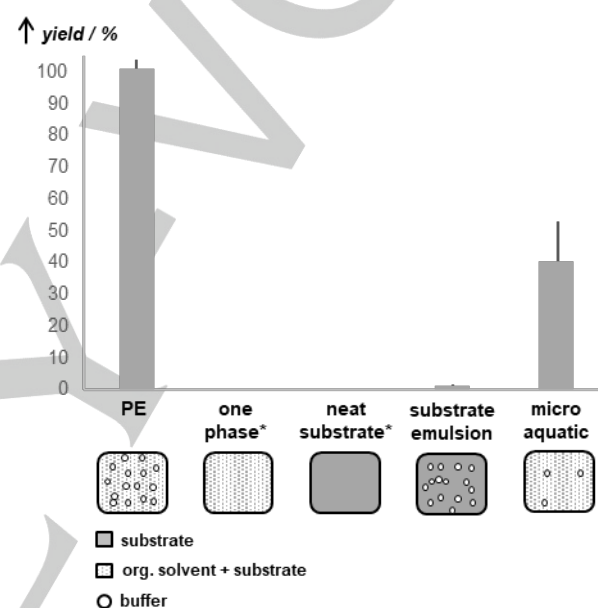 yield / %
100
90
80
70
60
50
40
30
20
10
0
PE
one
phase*
neat
substrate*
substrate
emulsion
micro
aquatic
substrate
org. solvent + substrate
buffer